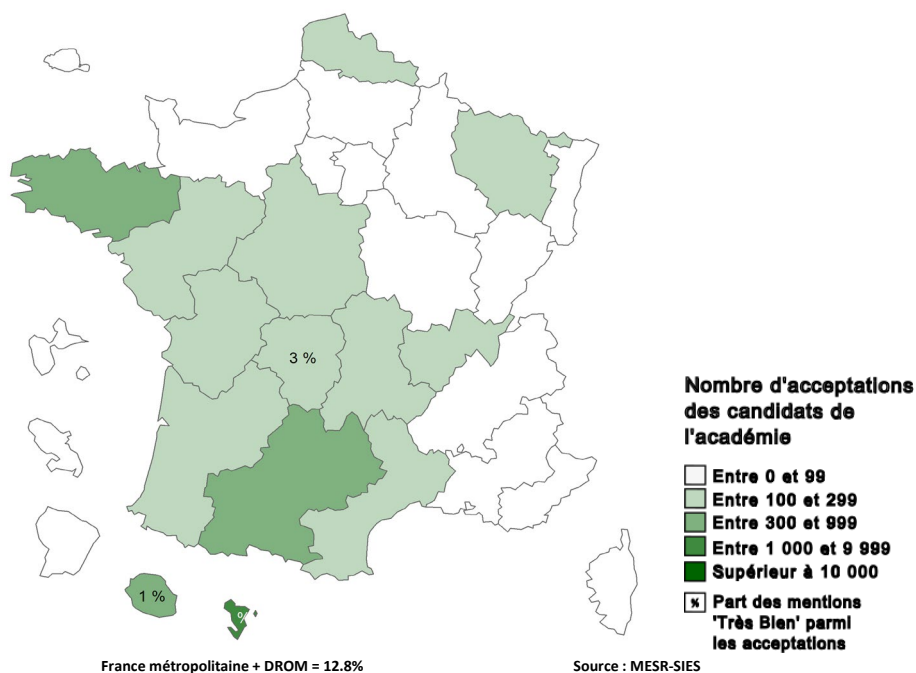 3 %
1 %
%
Nombre d'acceptations
des candidats de
l'académie
Entre 0 et 99
Entre 100 et 299
Entre 300 et 999
Entre 1 000 et 9 999
Supérieur à 10 000
% Part des mentions
'Très Bien' parmi
les acceptations
France métropolitaine + DROM = 12.8% Source : MESR-SIES